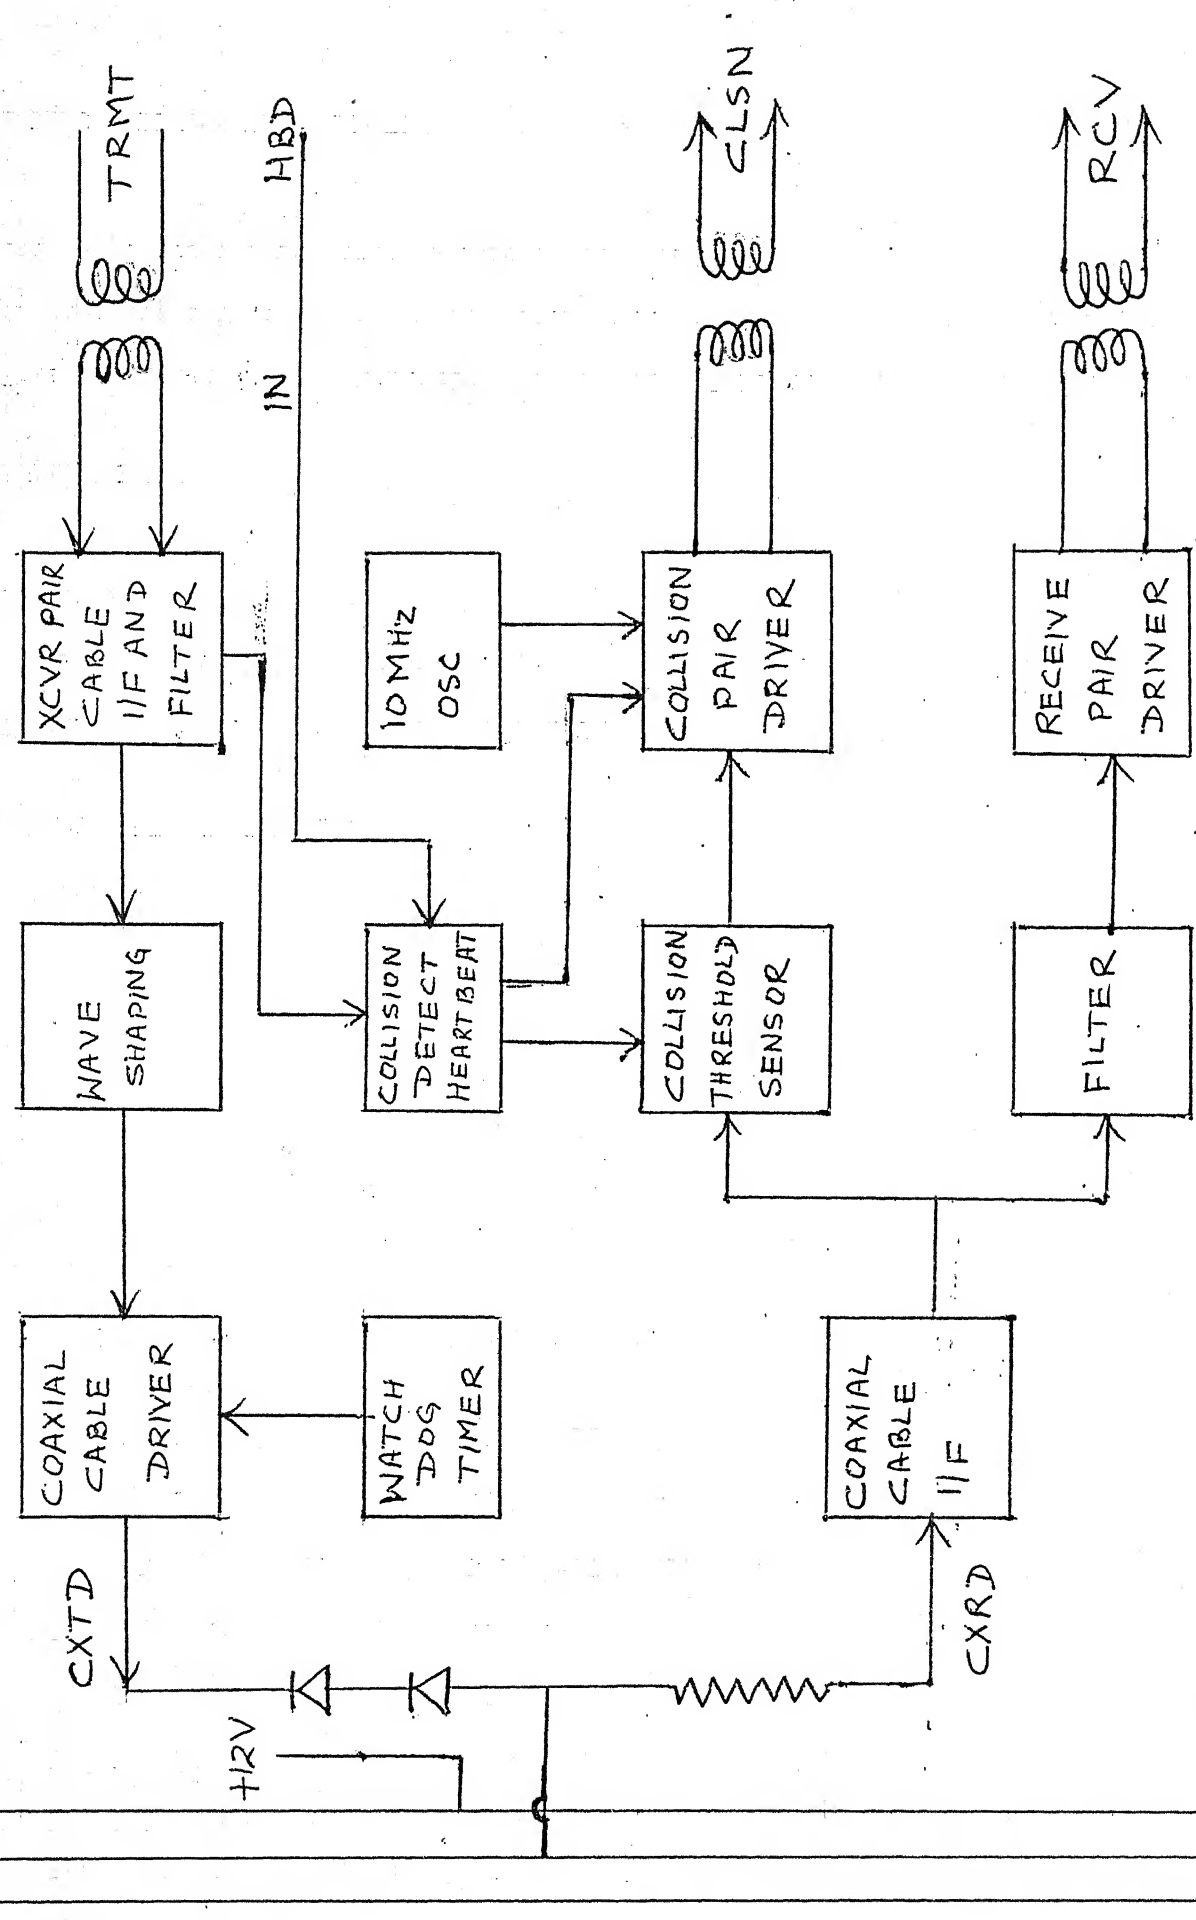 TRMT
HBD
IN
CLSN
RCV
XCVR PAIR
CABLE
I/F AND
FILTER
10 MHz
OSC
COLLISION
PAIR
DRIVER
RECEIVE
PAIR
DRIVER
WAVE
SHAPING
COLLISION
DETECT
HEARTBEAT
COLLISION
THRESHOLD
SENSOR
FILTER
COAXIAL
CABLE
DRIVER
WATCH
DOG
TIMER
COAXIAL
CABLE
I/F
CXTD
CXRD
+12V